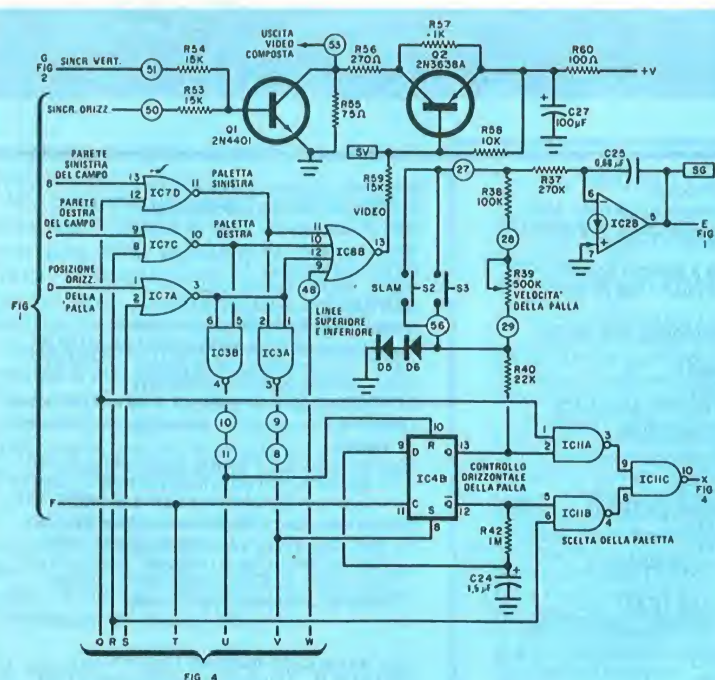 G
FIG
2
SINCR. VERT.
51
R54
15K
SINCR. ORIZZ.
50
R53
15K
Q1
2N4401
USCITA
VIDEO
COMPOSTA
53
R55
75Ω
R56
270Ω
R57
1K
Q2
2N3638A
R60
100Ω
+V
+
C27
100µF
R58
10K
SV
R59
15K
VIDEO
27
R37
270K
C25
0,68µF
SG
6
-
IC2B
5
+
7
E
FIG
1
R38
100K
28
R39
500K
VELOCITA'
DELLA PALLA
29
R40
22K
SLAM
S2
S3
56
D5
D6
PARETE
SINISTRA
DEL CAMPO
B
13
12
IC7D
11
PALETTA
SINISTRA
PARETE
DESTRA
DEL CAMPO
C
9
8
IC7C
10
PALETTA
DESTRA
POSIZIONE
ORIZZ.
DELLA
PALLA
D
1
2
IC7A
3
FIG
1
11
10
12
9
IC8B
13
48
LINEE
SUPERIORE
E INFERIORE
6
5
IC3B
4
2
1
IC3A
3
10
11
9
8
9
D
10
R
Q
13
IC4B
11
C
S
8
Q
12
CONTROLLO
ORIZZONTALE
DELLA PALLA
R42
1M
C24
1,5µF
+
1
2
IC11A
3
5
6
IC11B
4
9
8
IC11C
10
X
FIG
4
SCELTA DELLA PALETTA
F
Q R S T U V W
FIG 4